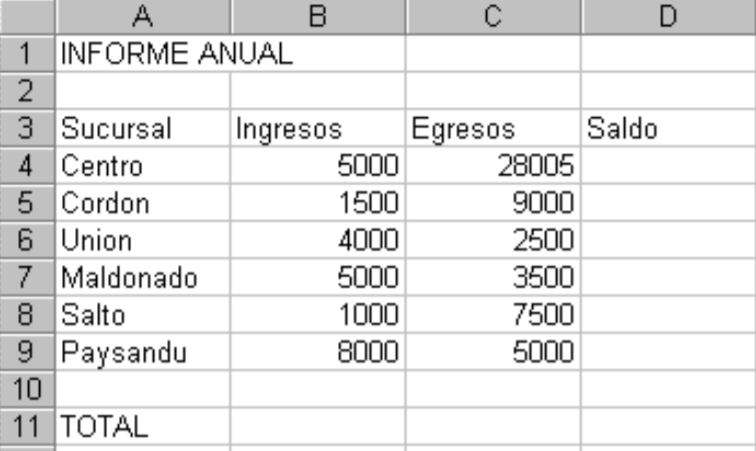 A B C D
1 INFORME ANUAL
2
3 Sucursal Ingresos Egresos Saldo
4 Centro 5000 28005
5 Cordon 1500 9000
6 Union 4000 2500
7 Maldonado 5000 3500
8 Salto 1000 7500
9 Paysandu 8000 5000
10
11 TOTAL